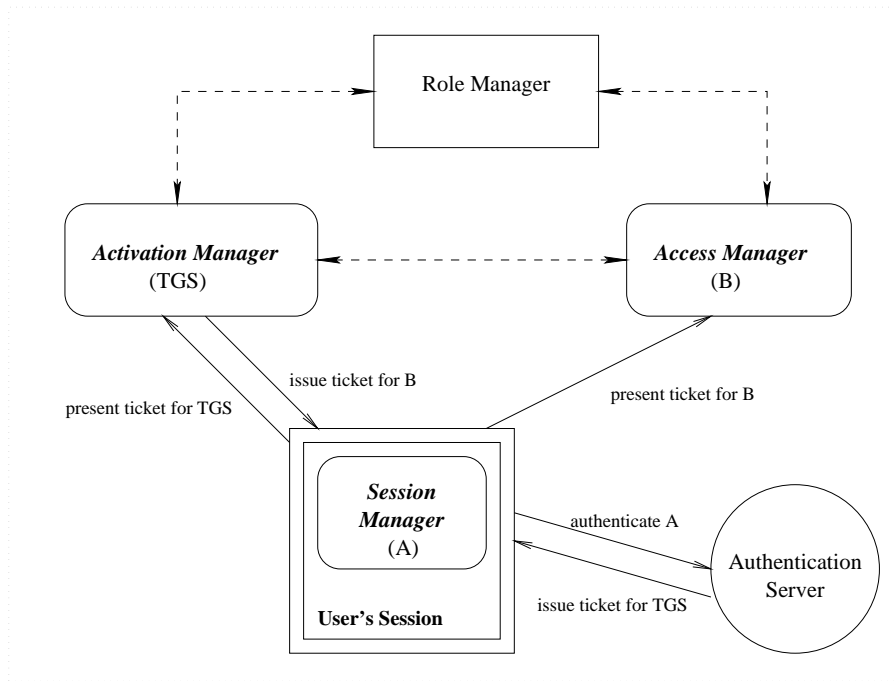 Role Manager
Activation Manager
(TGS)
Access Manager
(B)
issue ticket for B
present ticket for TGS
present ticket for B
Session
Manager
(A)
authenticate A
Authentication
Server
issue ticket for TGS
User's Session